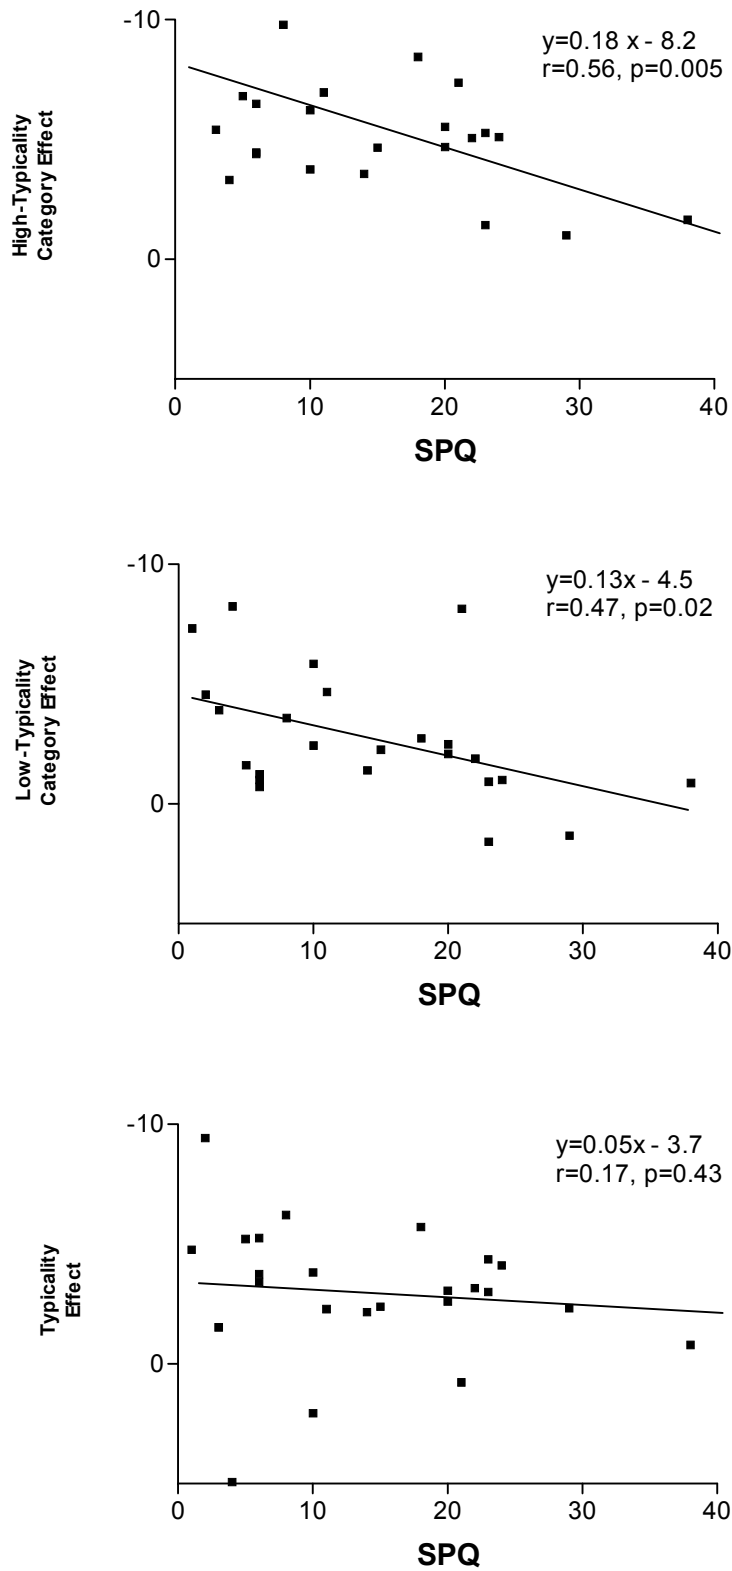 -10
y=0.18 x - 8.2
r=0.56, p=0.005
High-Typicality
Category Effect
0
0 10 20 30 40
SPQ
-10
y=0.13x - 4.5
r=0.47, p=0.02
Low-Typicality
Category Effect
0
0 10 20 30 40
SPQ
-10
y=0.05x - 3.7
r=0.17, p=0.43
Typicality
Effect
0
0 10 20 30 40
SPQ